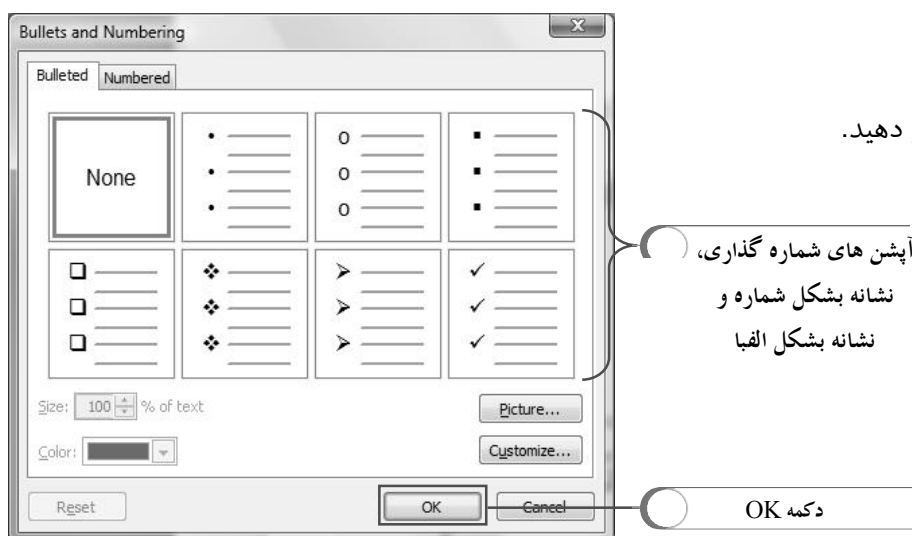 Bullets and Numbering
Bulleted Numbered
دهید.
None
آپشن های شماره گذاری،
نشانه بشکل شماره و
نشانه بشکل الفبا
Size: 100 % of text
Picture...
Color:
Customize...
Reset
OK
Cancel
دکمه OK